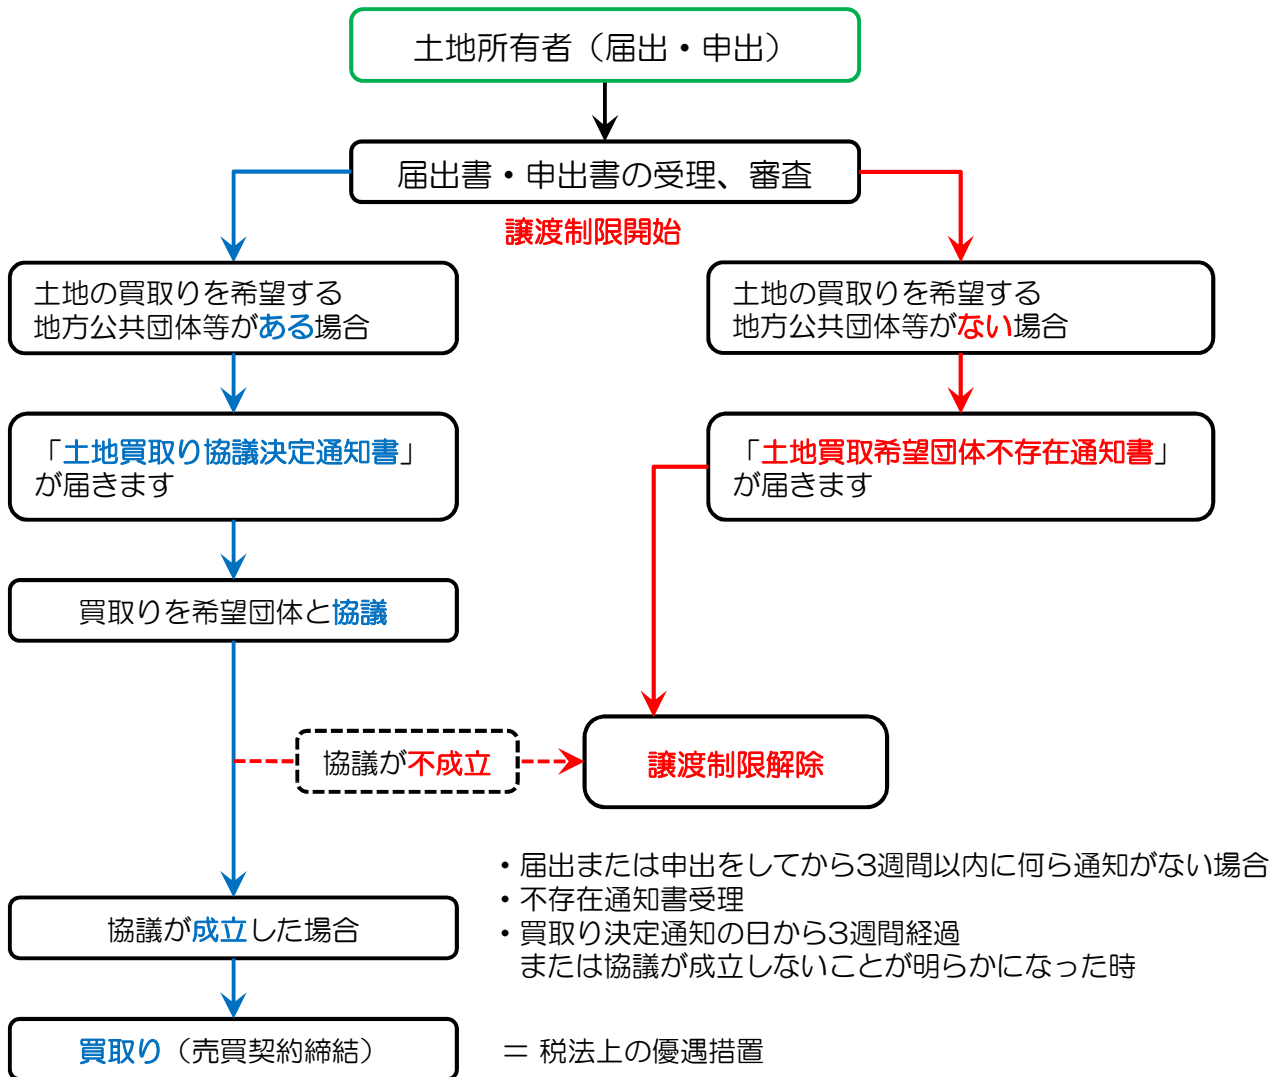 土地所有者（届出・申出）
届出書・申出書の受理、審査
譲渡制限開始
土地の買取りを希望する
地方公共団体等がある場合
土地の買取りを希望する
地方公共団体等がない場合
「土地買取り協議決定通知書」
が届きます
「土地買取希望団体不存在通知書」
が届きます
買取りを希望団体と協議
協議が不成立
譲渡制限解除
・届出または申出をしてから3週間以内に何ら通知がない場合
・不存在通知書受理
・買取り決定通知の日から3週間経過
または協議が成立しないことが明らかになった時
協議が成立した場合
買取り（売買契約締結）
＝ 税法上の優遇措置